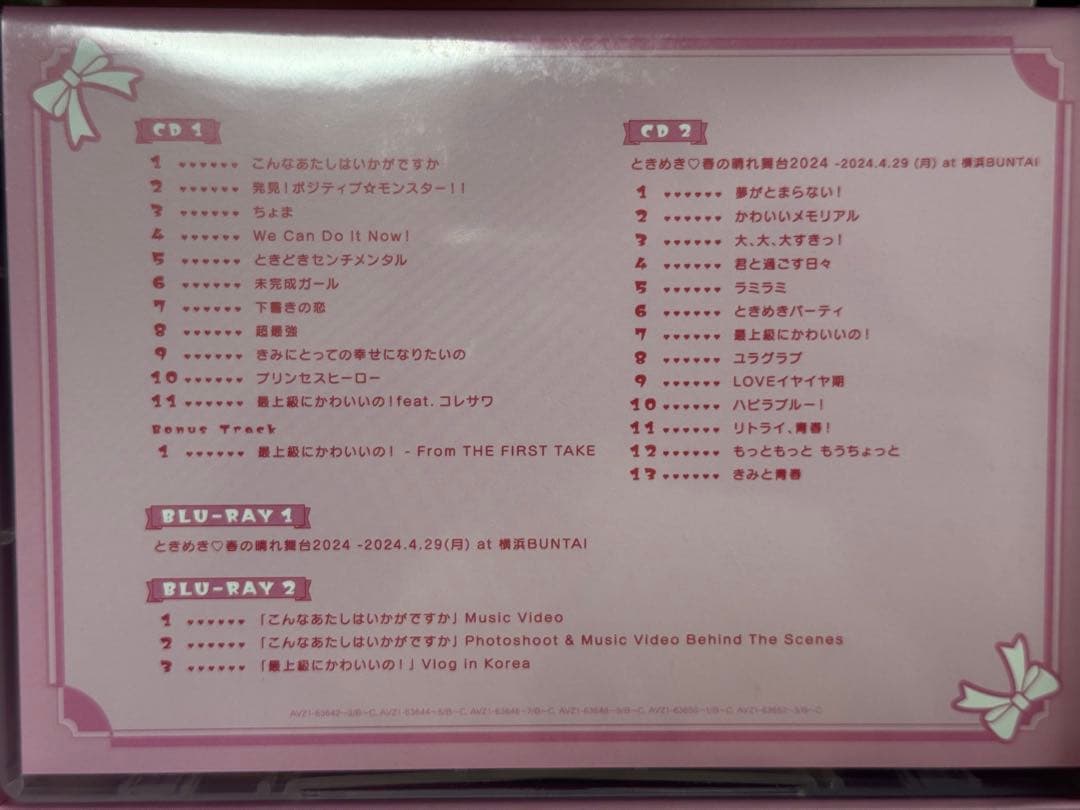 CD 1
1 ♥♥♥♥♥♥ こんなあたしはいかがですか
2 ♥♥♥♥♥♥ 発見！ポジティブ☆モンスター！！
3 ♥♥♥♥♥♥ ちょま
4 ♥♥♥♥♥♥ We Can Do It Now!
5 ♥♥♥♥♥♥ ときどきセンチメンタル
6 ♥♥♥♥♥♥ 未完成ガール
7 ♥♥♥♥♥♥ 下書きの恋
8 ♥♥♥♥♥♥ 超最強
9 ♥♥♥♥♥♥ きみにとっての幸せになりたいの
10 ♥♥♥♥♥♥ プリンセスヒーロー
11 ♥♥♥♥♥♥ 最上級にかわいいの！feat. コレサワ
Bonus Track
1 ♥♥♥♥♥♥ 最上級にかわいいの！ - From THE FIRST TAKE
CD 2
ときめき♡春の晴れ舞台2024 -2024.4.29 (月) at 横浜BUNTAI
1 ♥♥♥♥♥♥ 夢がとまらない！
2 ♥♥♥♥♥♥ かわいいメモリアル
3 ♥♥♥♥♥♥ 大、大、大すきっ！
4 ♥♥♥♥♥♥ 君と過ごす日々
5 ♥♥♥♥♥♥ ラミラミ
6 ♥♥♥♥♥♥ ときめきパーティ
7 ♥♥♥♥♥♥ 最上級にかわいいの！
8 ♥♥♥♥♥♥ ユラグラブ
9 ♥♥♥♥♥♥ LOVEイヤイヤ期
10 ♥♥♥♥♥♥ ハピラブルー！
11 ♥♥♥♥♥♥ リトライ、青春！
12 ♥♥♥♥♥♥ もっともっと もうちょっと
13 ♥♥♥♥♥♥ きみと青春
BLU-RAY 1
ときめき♡春の晴れ舞台2024 -2024.4.29(月) at 横浜BUNTAI
BLU-RAY 2
1 ♥♥♥♥♥♥ 「こんなあたしはいかがですか」 Music Video
2 ♥♥♥♥♥♥ 「こんなあたしはいかがですか」 Photoshoot & Music Video Behind The Scenes
3 ♥♥♥♥♥♥ 「最上級にかわいいの！」 Vlog in Korea
AVZ1-63642~3/B~C, AVZ1-63644~5/B~C, AVZ1-63646~7/B~C, AVZ1-63648~9/B~C, AVZ1-63650~1/B~C, AVZ1-63652~3/B~C